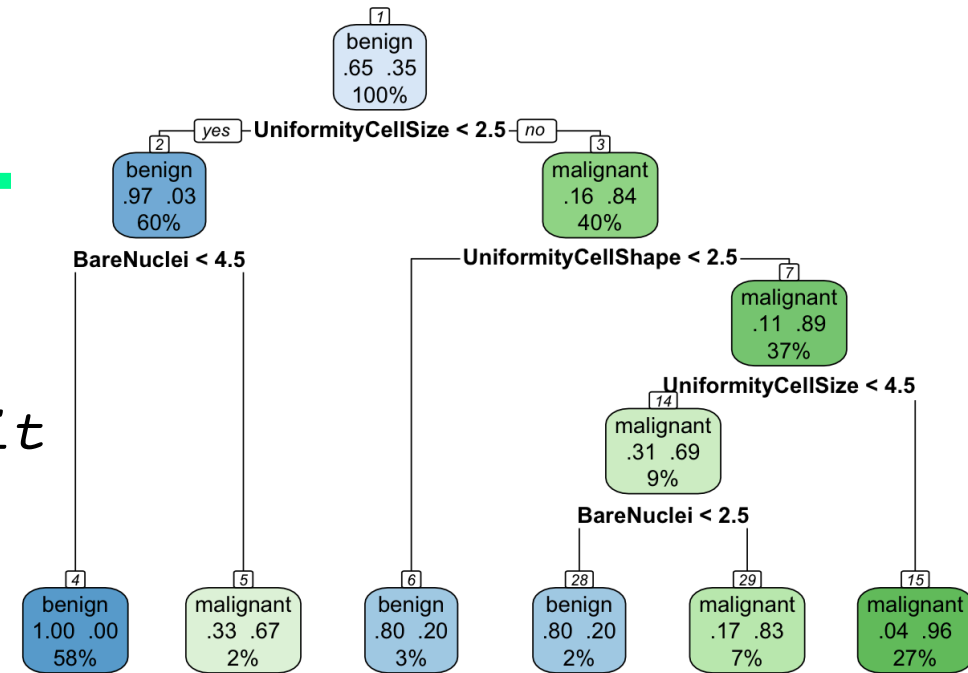 1
benign
.65 .35
100%
yes UniformityCellSize < 2.5 no
2
benign
.97 .03
60%
3
malignant
.16 .84
40%
BareNuclei < 4.5
UniformityCellShape < 2.5
7
malignant
.11 .89
37%
UniformityCellSize < 4.5
14
malignant
.31 .69
9%
it
BareNuclei < 2.5
4
benign
1.00 .00
58%
5
malignant
.33 .67
2%
6
benign
.80 .20
3%
28
benign
.80 .20
2%
29
malignant
.17 .83
7%
15
malignant
.04 .96
27%